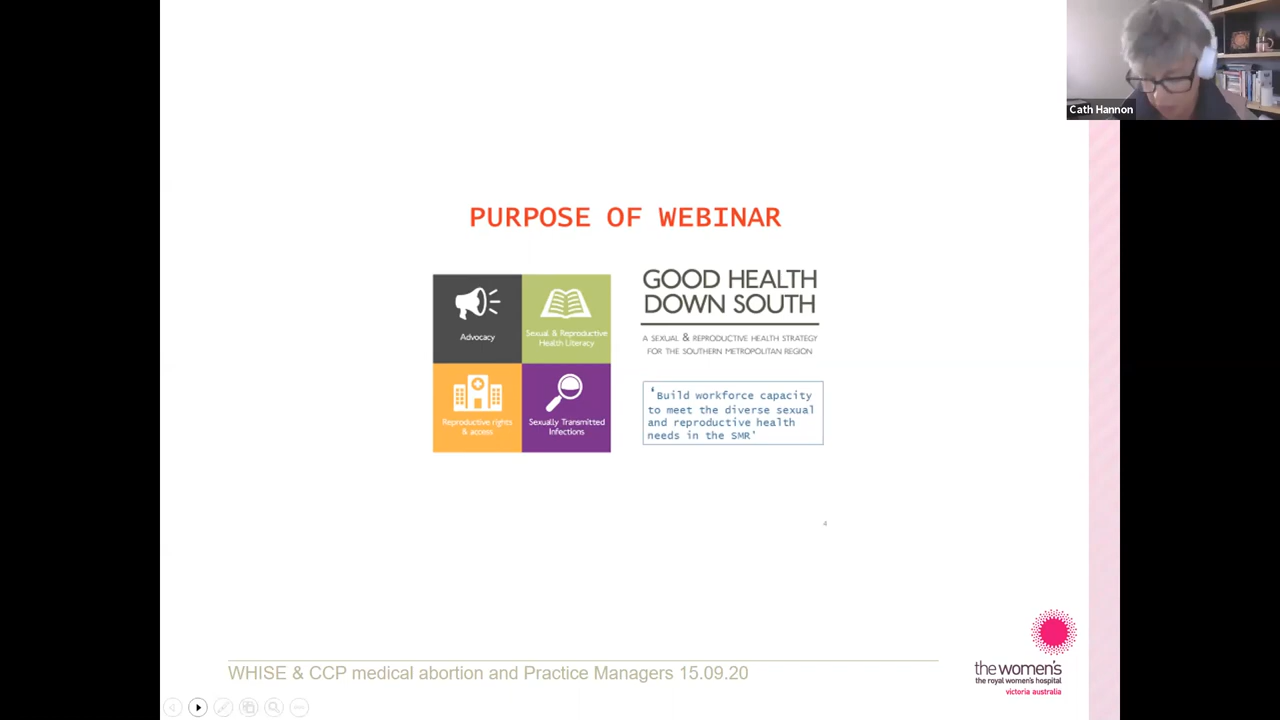 Cath Hannon
PURPOSE OF WEBINAR
Advocacy
Sexual & Reproductive
Health Literacy
Reproductive rights
& access
Sexually Transmitted
Infections
GOOD HEALTH
DOWN SOUTH
A SEXUAL & REPRODUCTIVE HEALTH STRATEGY
FOR THE SOUTHERN METROPOLITAN REGION
‘Build workforce capacity
to meet the diverse sexual
and reproductive health
needs in the SMR’
4
WHISE & CCP medical abortion and Practice Managers 15.09.20
the women's
the royal women's hospital
victoria australia